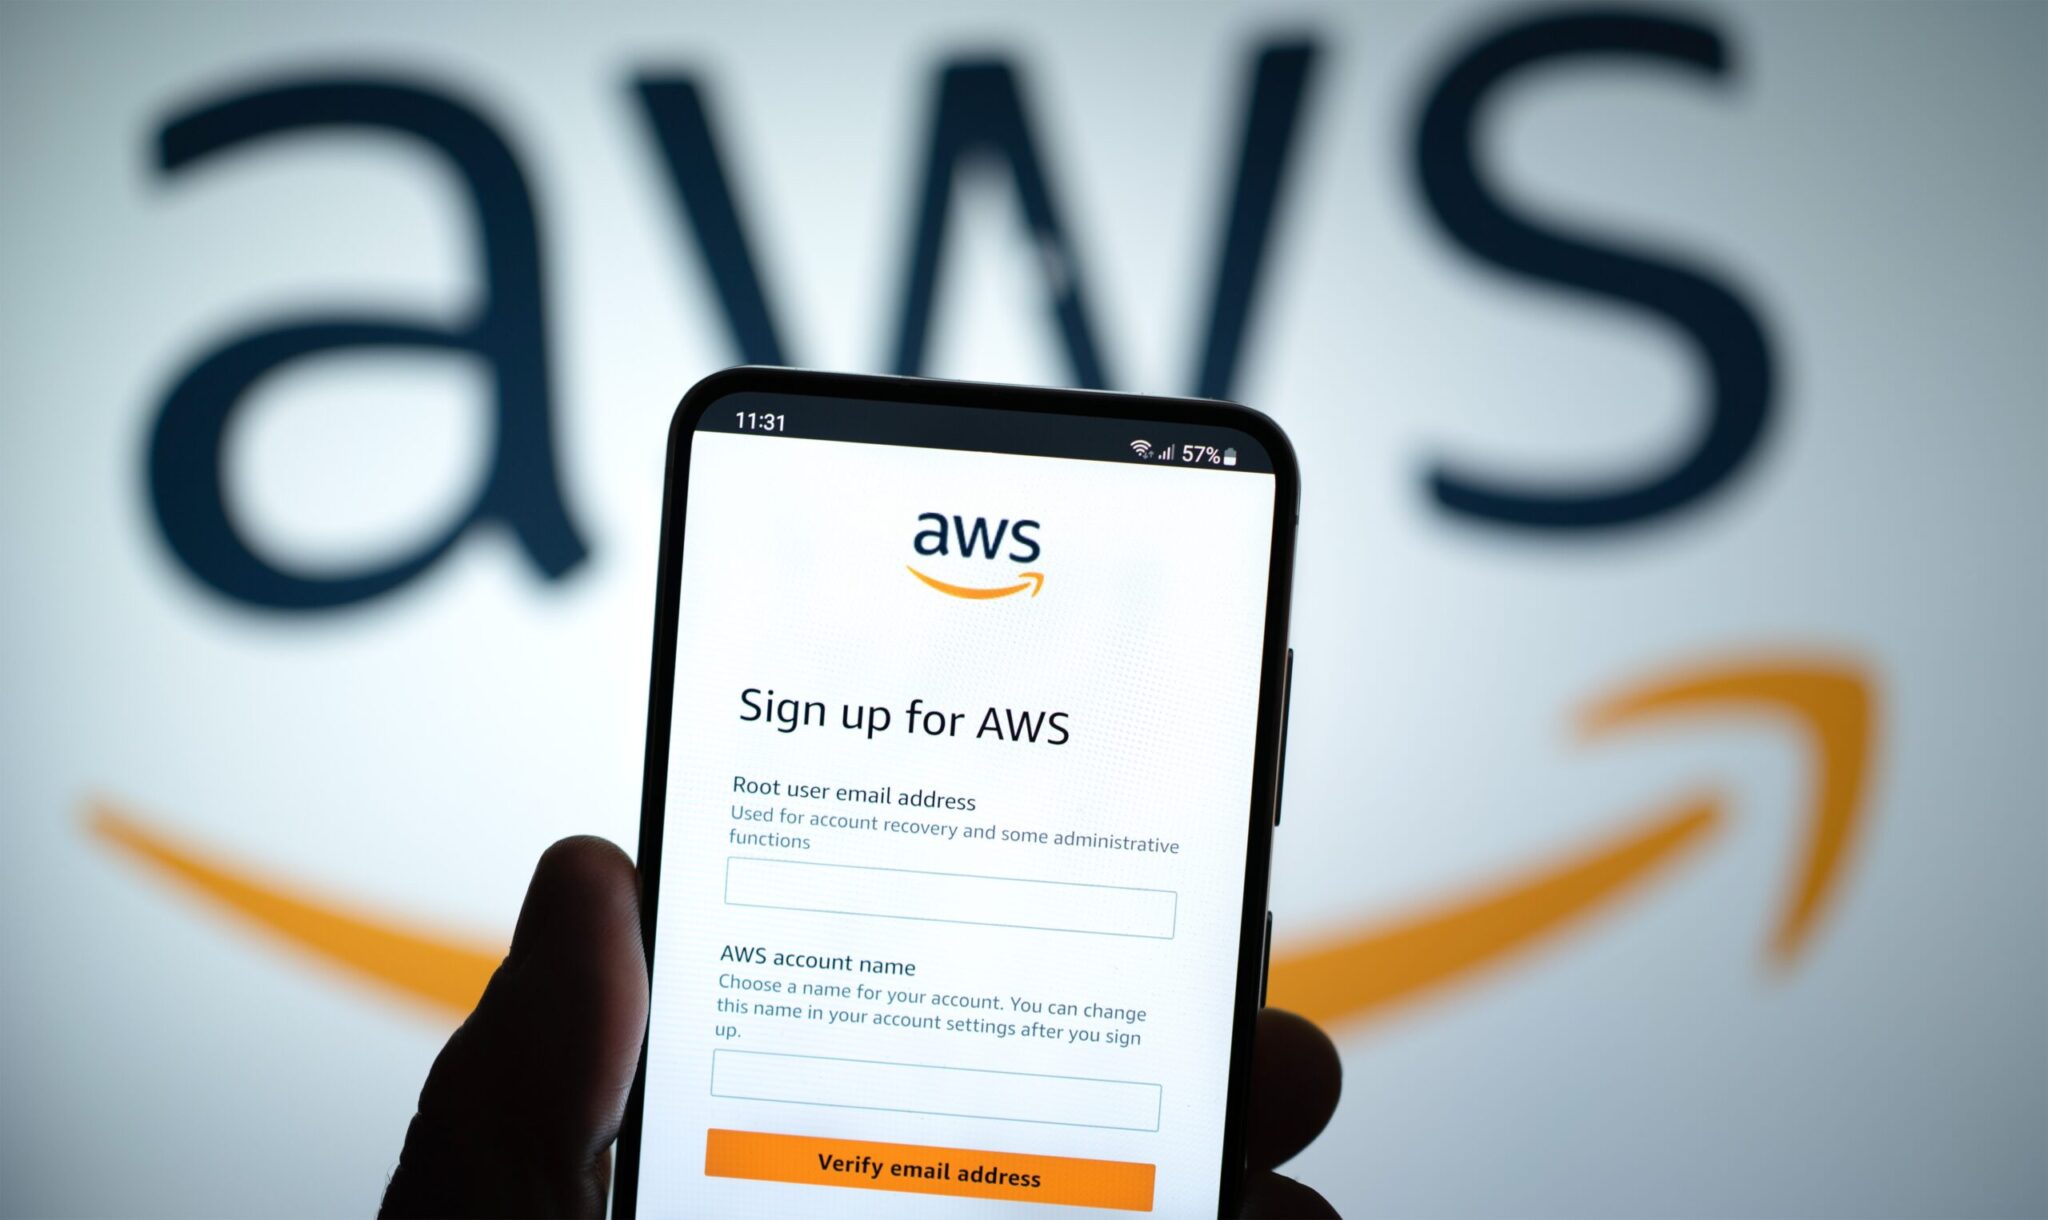 aws
11:31
57%
aws
Sign up for AWS
Root user email address
Used for account recovery and some administrative
functions
AWS account name
Choose a name for your account. You can change
this name in your account settings after you sign
up.
Verify email address